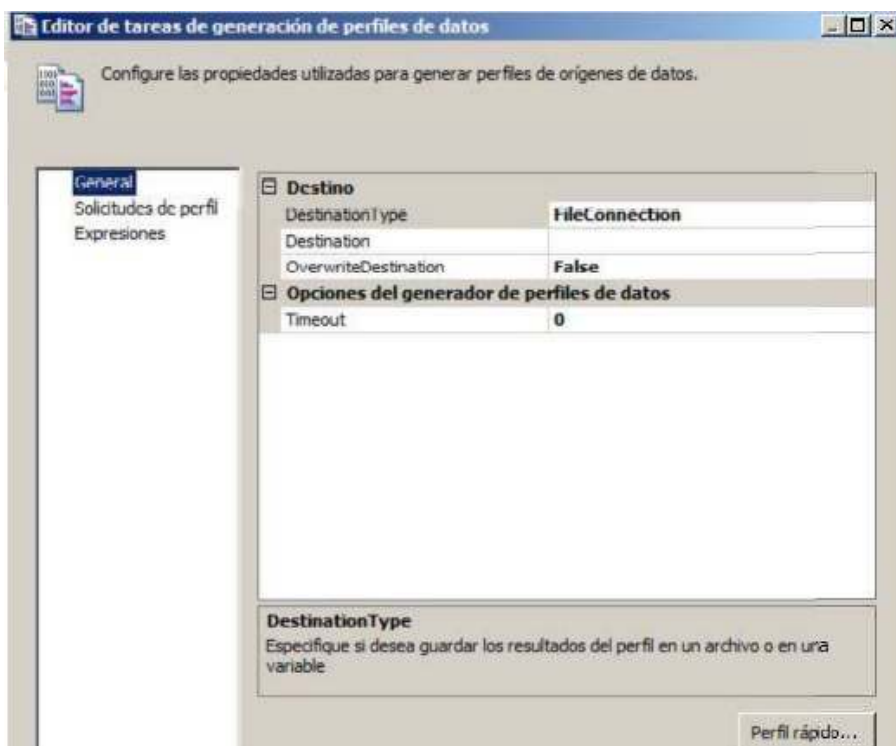 Editor de tareas de generación de perfiles de datos
Configure las propiedades utilizadas para generar perfiles de orígenes de datos.
General
Solicitudes de perfil
Expresiones
Destino
DestinationType FileConnection
Destination
OverwriteDestination False
Opciones del generador de perfiles de datos
Timeout 0
DestinationType
Especifique si desea guardar los resultados del perfil en un archivo o en una
variable
Perfil rápido...